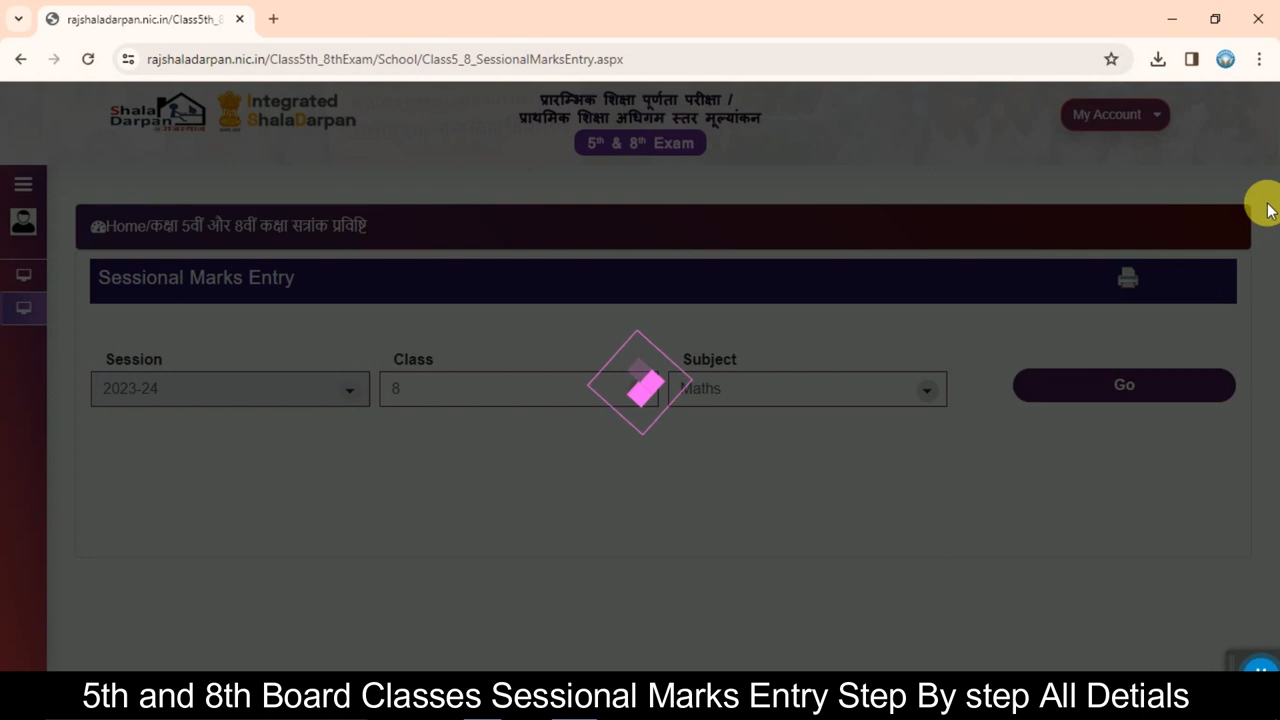 rajshaladarpan.nic.in/Class5th_8
rajshaladarpan.nic.in/Class5th_8thExam/School/Class5_8_SessionalMarksEntry.aspx
Shala Darpan
Integrated
ShalaDarpan
प्रारम्भिक शिक्षा पूर्णता परीक्षा /
प्राथमिक शिक्षा अधिगम स्तर मूल्यांकन
5th & 8th Exam
My Account
Home/कक्षा 5वीं और 8वीं कक्षा सत्रांक प्रविष्टि
Sessional Marks Entry
Session Class Subject
2023-24 8 Maths Go
5th and 8th Board Classes Sessional Marks Entry Step By step All Detials